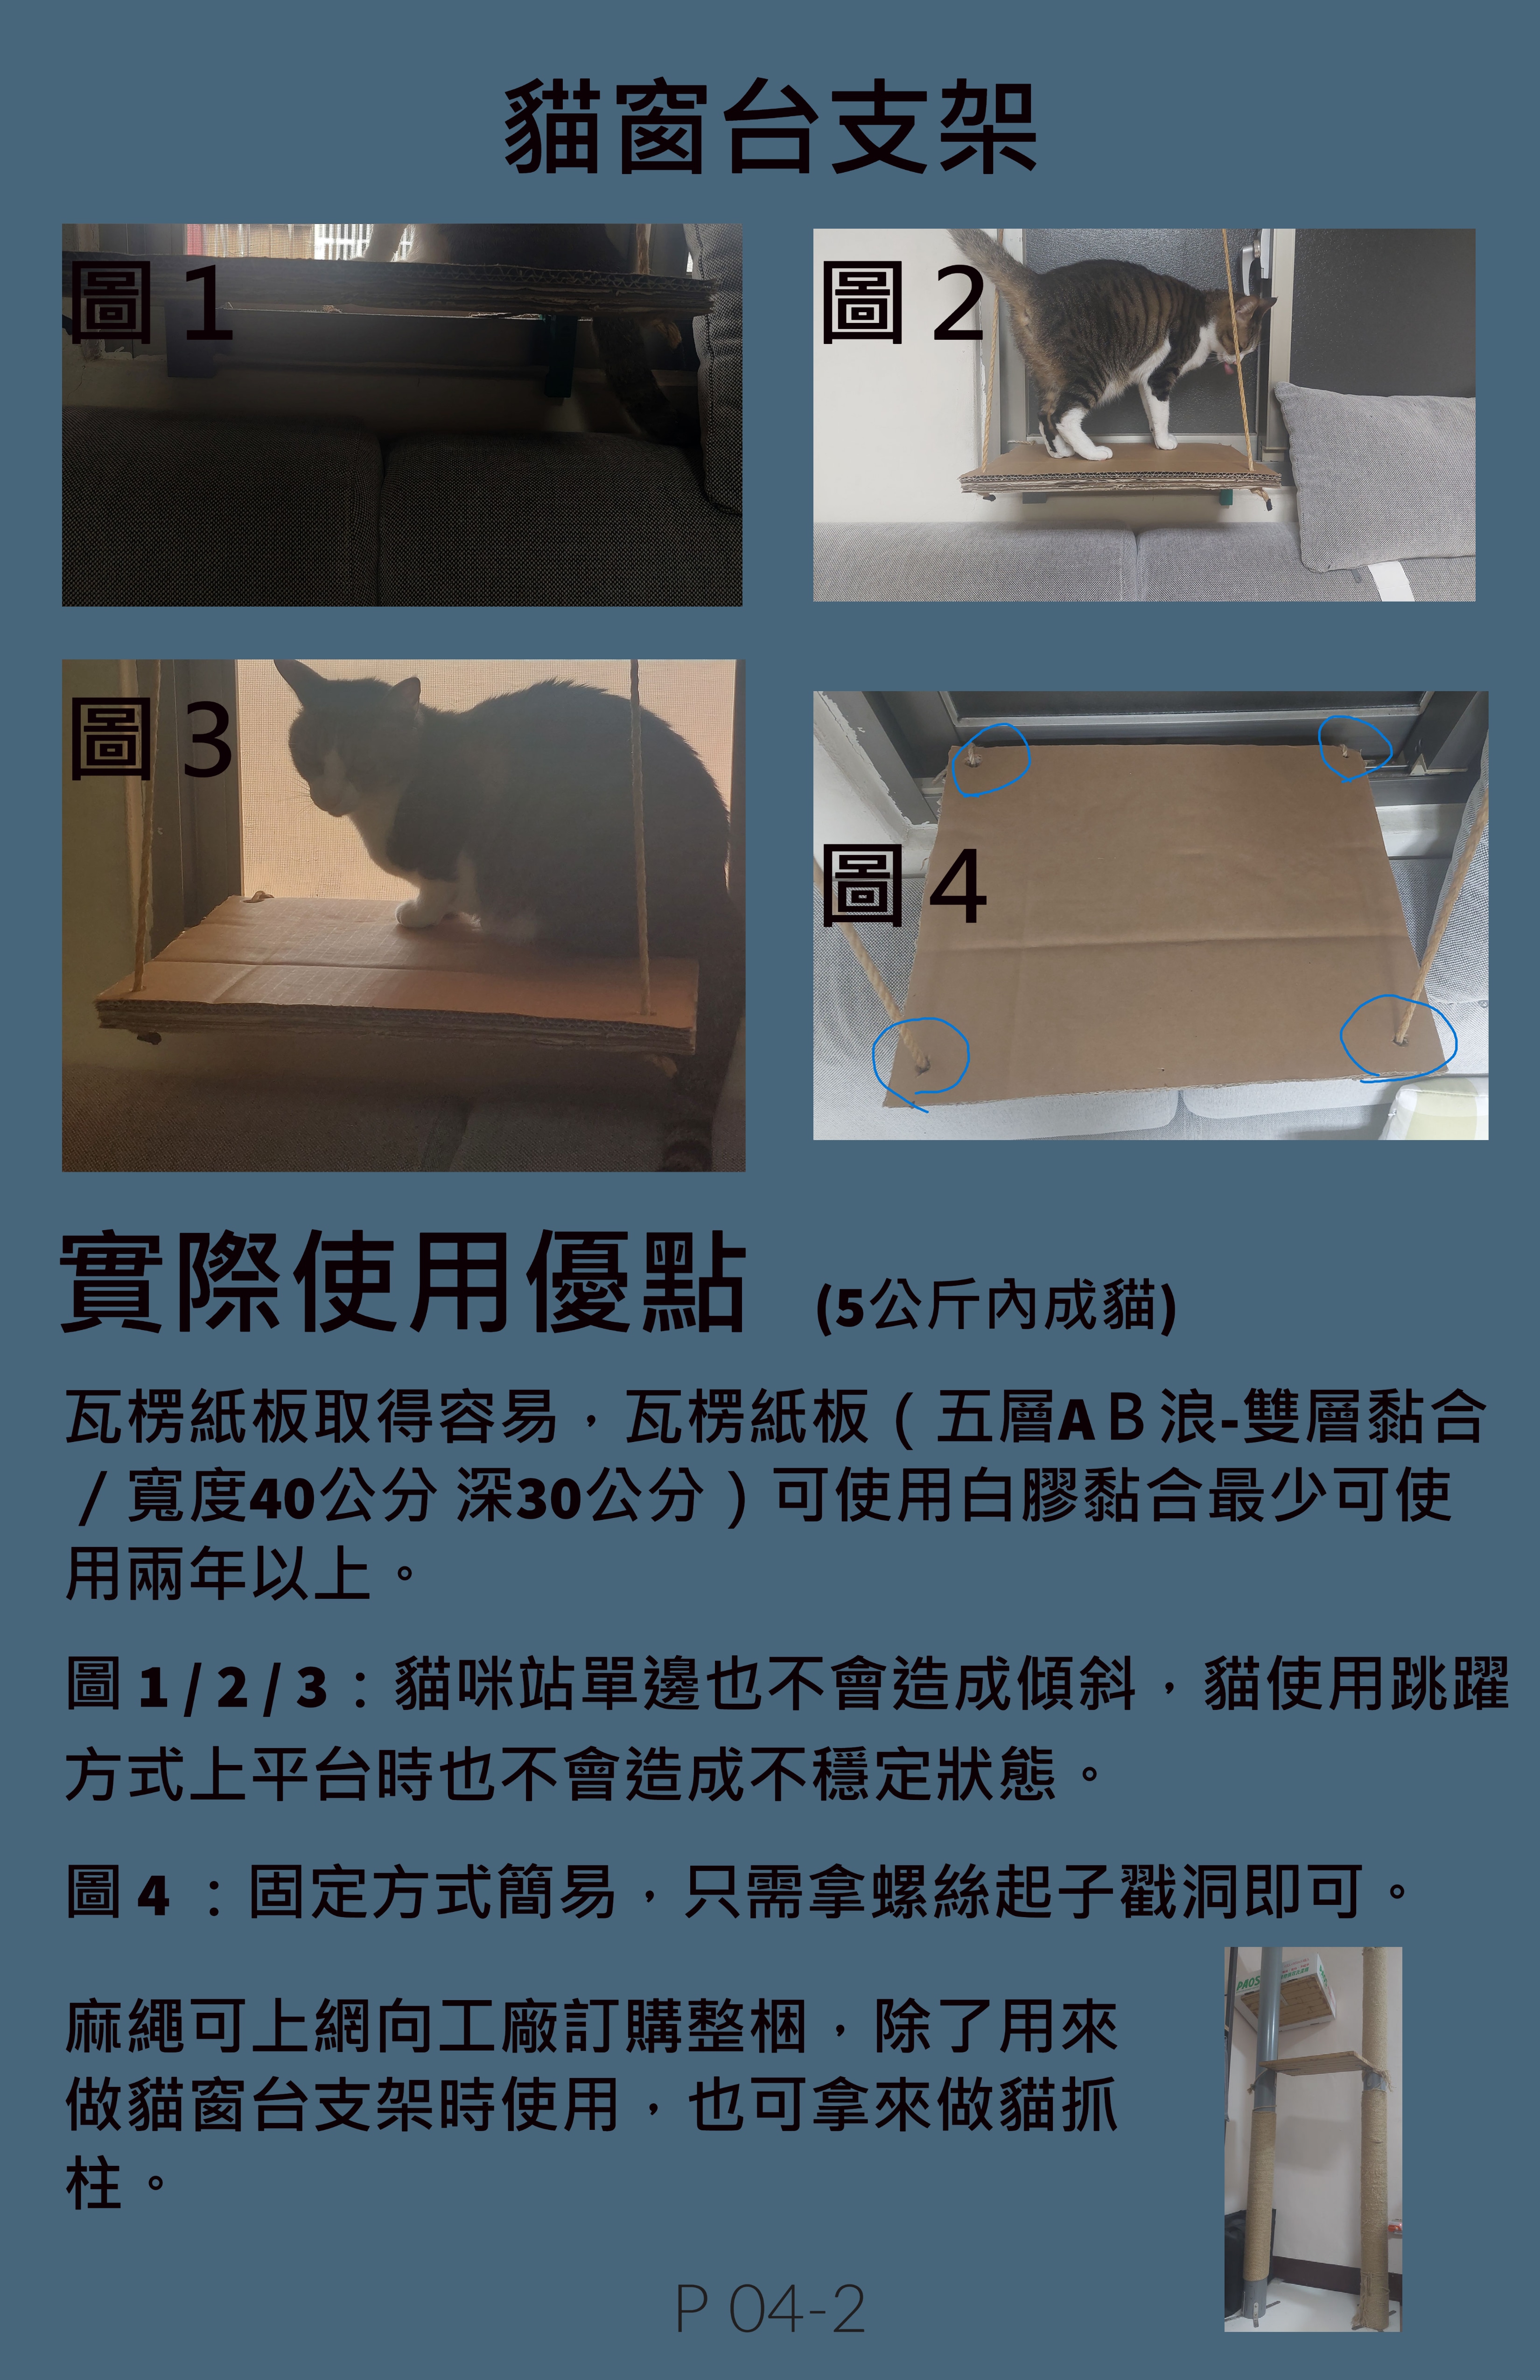 貓窗台支架
圖 1
圖 2
圖 3
圖 4
實際使用優點 (5公斤內成貓)
瓦楞紙板取得容易，瓦楞紙板（五層AＢ浪-雙層黏合
/ 寬度40公分 深30公分）可使用白膠黏合最少可使
用兩年以上。
圖 1 / 2 / 3：貓咪站單邊也不會造成傾斜，貓使用跳躍
方式上平台時也不會造成不穩定狀態。
圖 4 ：固定方式簡易，只需拿螺絲起子戳洞即可。
麻繩可上網向工廠訂購整梱，除了用來
做貓窗台支架時使用，也可拿來做貓抓
柱。
PAOS
P 04-2